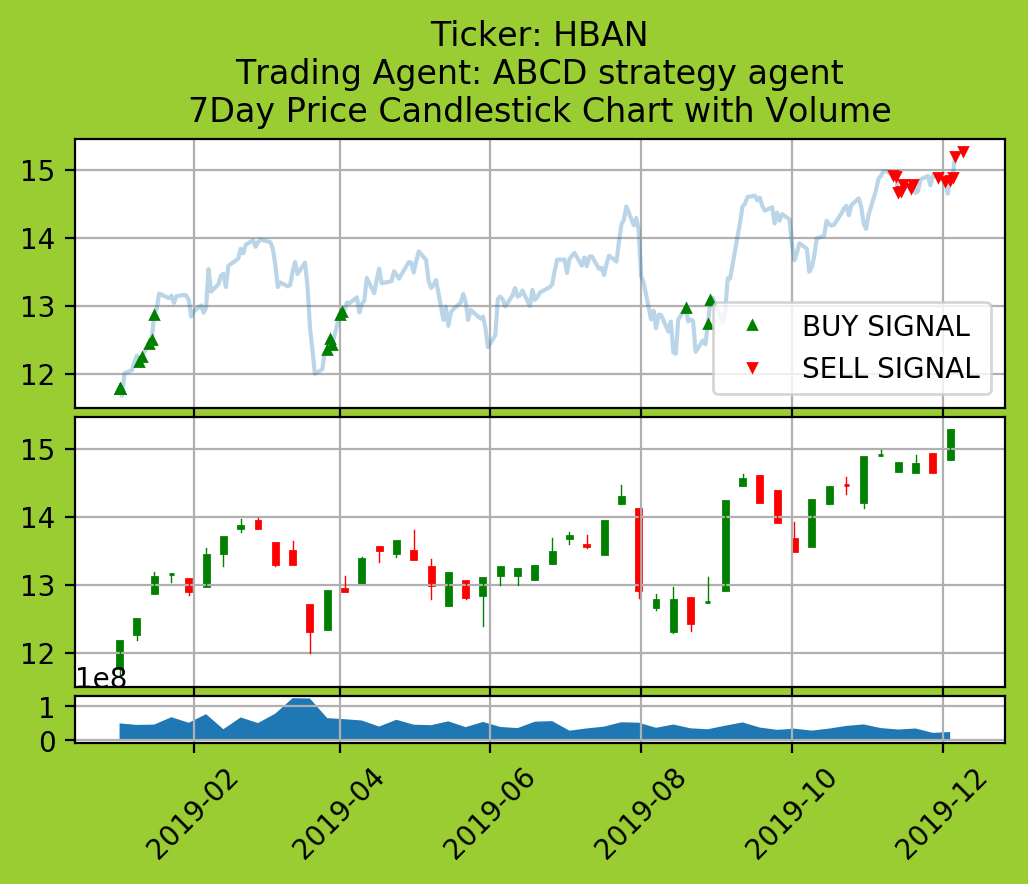 Ticker: HBAN
Trading Agent: ABCD strategy agent
7Day Price Candlestick Chart with Volume
15
14
13
12
BUY SIGNAL
SELL SIGNAL
15
14
13
12
1e8
1
0
2019-02
2019-04
2019-06
2019-08
2019-10
2019-12